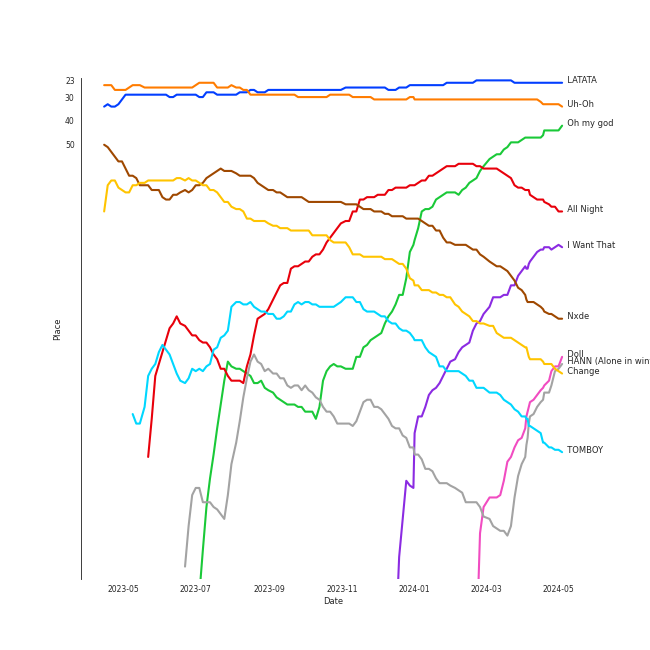 23
30
40
50
Place
LATATA
Uh-Oh
Oh my god
All Night
I Want That
Nxde
Doll
HANN (Alone in win
Change
TOMBOY
2023-05
2023-07
2023-09
2023-11
2024-01
2024-03
2024-05
Date